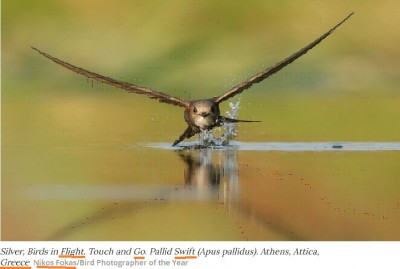 Silver, Birds in Flight. Touch and Go. Pallid Swift (Apus pallidus). Athens, Attica,
Greece Nikos Fokas/Bird Photographer of the Year